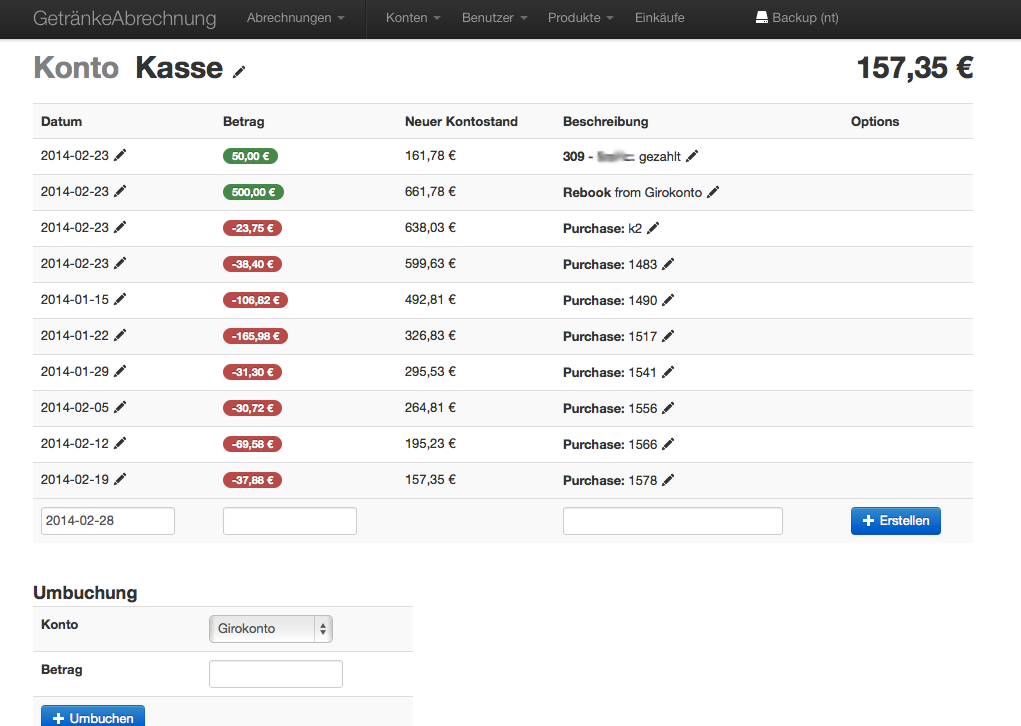 GetränkeAbrechnung Abrechnungen Konten Benutzer Produkte Einkäufe Backup (nt)
Konto Kasse 157,35 €
Datum Betrag Neuer Kontostand Beschreibung Options
2014-02-23 50,00 € 161,78 € 309 - gezahlt
2014-02-23 500,00 € 661,78 € Rebook from Girokonto
2014-02-23 -23,75 € 638,03 € Purchase: k2
2014-02-23 -38,40 € 599,63 € Purchase: 1483
2014-01-15 -106,82 € 492,81 € Purchase: 1490
2014-01-22 -165,98 € 326,83 € Purchase: 1517
2014-01-29 -31,30 € 295,53 € Purchase: 1541
2014-02-05 -30,72 € 264,81 € Purchase: 1556
2014-02-12 -69,58 € 195,23 € Purchase: 1566
2014-02-19 -37,88 € 157,35 € Purchase: 1578
2014-02-28 Erstellen
Umbuchung
Konto Girokonto
Betrag
Umbuchen